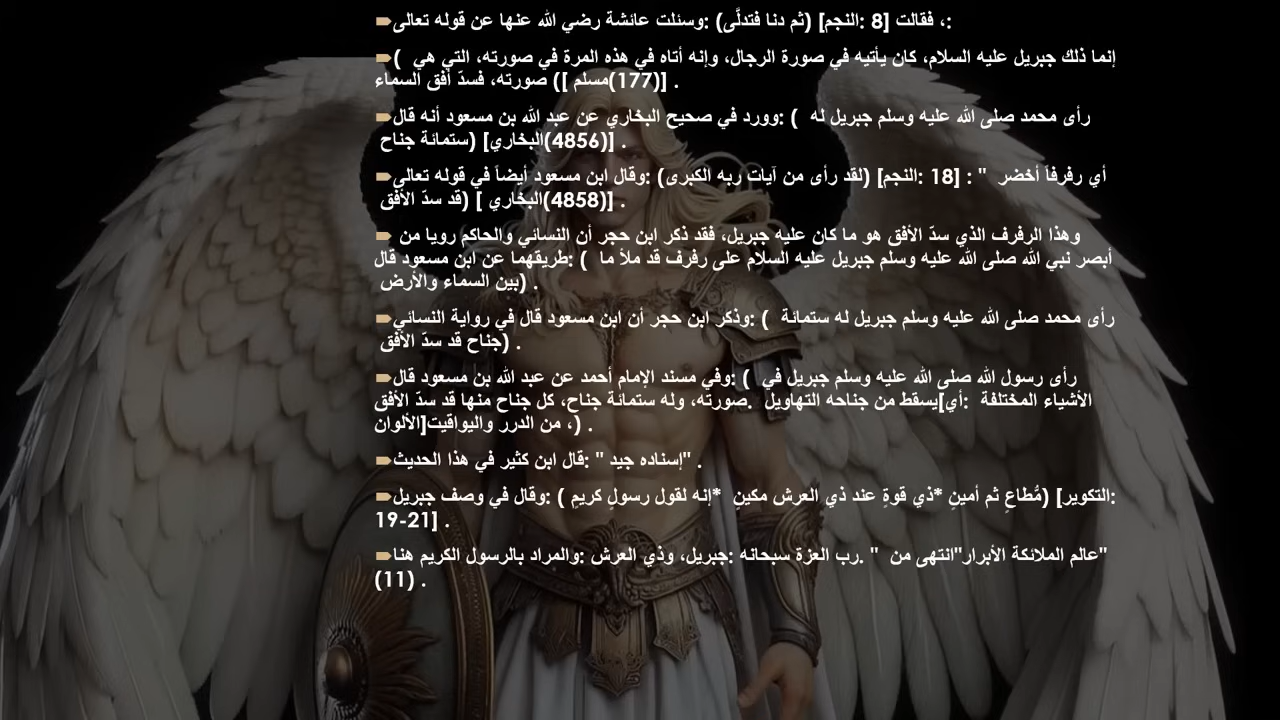 وسئلت عائشة رضي الله عنها عن قوله تعالى: (ثم دنا فتدلَّى) [النجم: 8] ، فقالت:
( إنما ذلك جبريل عليه السلام، كان يأتيه في صورة الرجال، وإنه أتاه في هذه المرة في صورته، التي هي
صورته، فسدّ أفق السماء ) [مسلم (177)] .
وورد في صحيح البخاري عن عبد الله بن مسعود أنه قال: ( رأى محمد صلى الله عليه وسلم جبريل له
ستمائة جناح) [البخاري (4856)] .
وقال ابن مسعود أيضاً في قوله تعالى: (لقد رأى من آيات ربه الكبرى) [النجم: 18] : " أي رفرفاً أخضر
قد سدّ الأفق) [ البخاري (4858)] .
وهذا الرفرف الذي سدّ الأفق هو ما كان عليه جبريل، فقد ذكر ابن حجر أن النسائي والحاكم رويا من
طريقهما عن ابن مسعود قال: ( أبصر نبي الله صلى الله عليه وسلم جبريل عليه السلام على رفرف قد ملأ ما
بين السماء والأرض) .
وذكر ابن حجر أن ابن مسعود قال في رواية النسائي: ( رأى محمد صلى الله عليه وسلم جبريل له ستمائة
جناح قد سدّ الأفق) .
وفي مسند الإمام أحمد عن عبد الله بن مسعود قال: ( رأى رسول الله صلى الله عليه وسلم جبريل في
صورته، وله ستمائة جناح، كل جناح منها قد سدّ الأفق. يسقط من جناحه التهاويل [أي: الأشياء المختلفة
الألوان] من الدرر واليواقيت ،) .
قال ابن كثير في هذا الحديث: " إسناده جيد" .
وقال في وصف جبريل: ( إنه لقول رسولٍ كريمٍ * ذي قوةٍ عند ذي العرش مكينٍ * مُّطاعٍ ثم أمينٍ) [التكوير:
19-21] .
والمراد بالرسول الكريم هنا: جبريل، وذي العرش: رب العزة سبحانه. " انتهى من "عالم الملائكة الأبرار"
(11) .